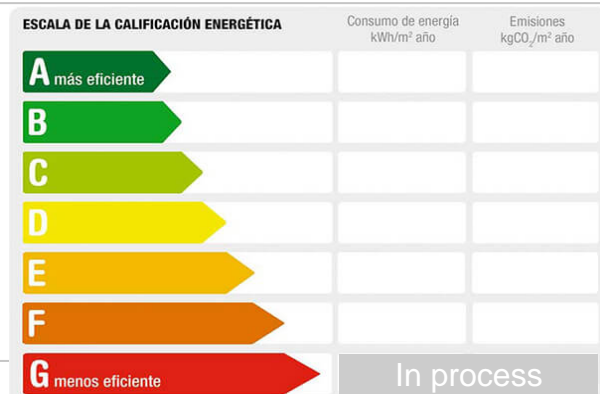 ESCALA DE LA CALIFICACIÓN ENERGÉTICA
Consumo de energía
kWh/m² año
Emisiones
kgCO₂/m² año
A más eficiente
B
C
D
E
F
G menos eficiente
In process